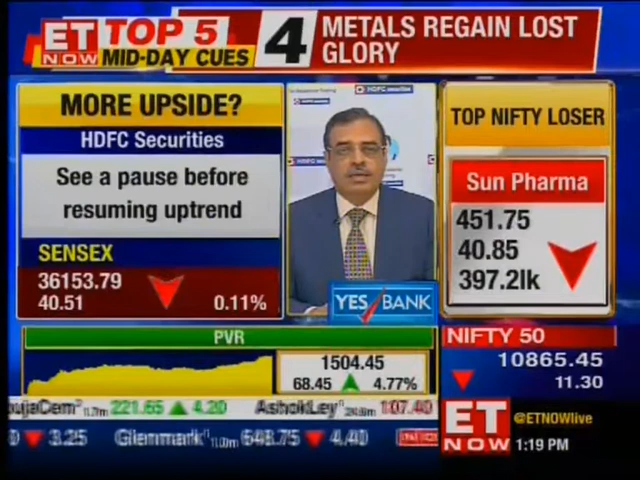 ET NOW
TOP 5
MID-DAY CUES
4
METALS REGAIN LOST
GLORY
MORE UPSIDE?
HDFC Securities
See a pause before
resuming uptrend
SENSEX
36153.79
40.51
0.11%
YES BANK
TOP NIFTY LOSER
Sun Pharma
451.75
40.85
397.2lk
PVR
1504.45
68.45
4.77%
NIFTY 50
10865.45
11.30
ujaCem 221.65 4.20 AshokLey 107.40
3.25 Glenmark 648.75 4.40
ET NOW
@ETNOWlive
1:19 PM